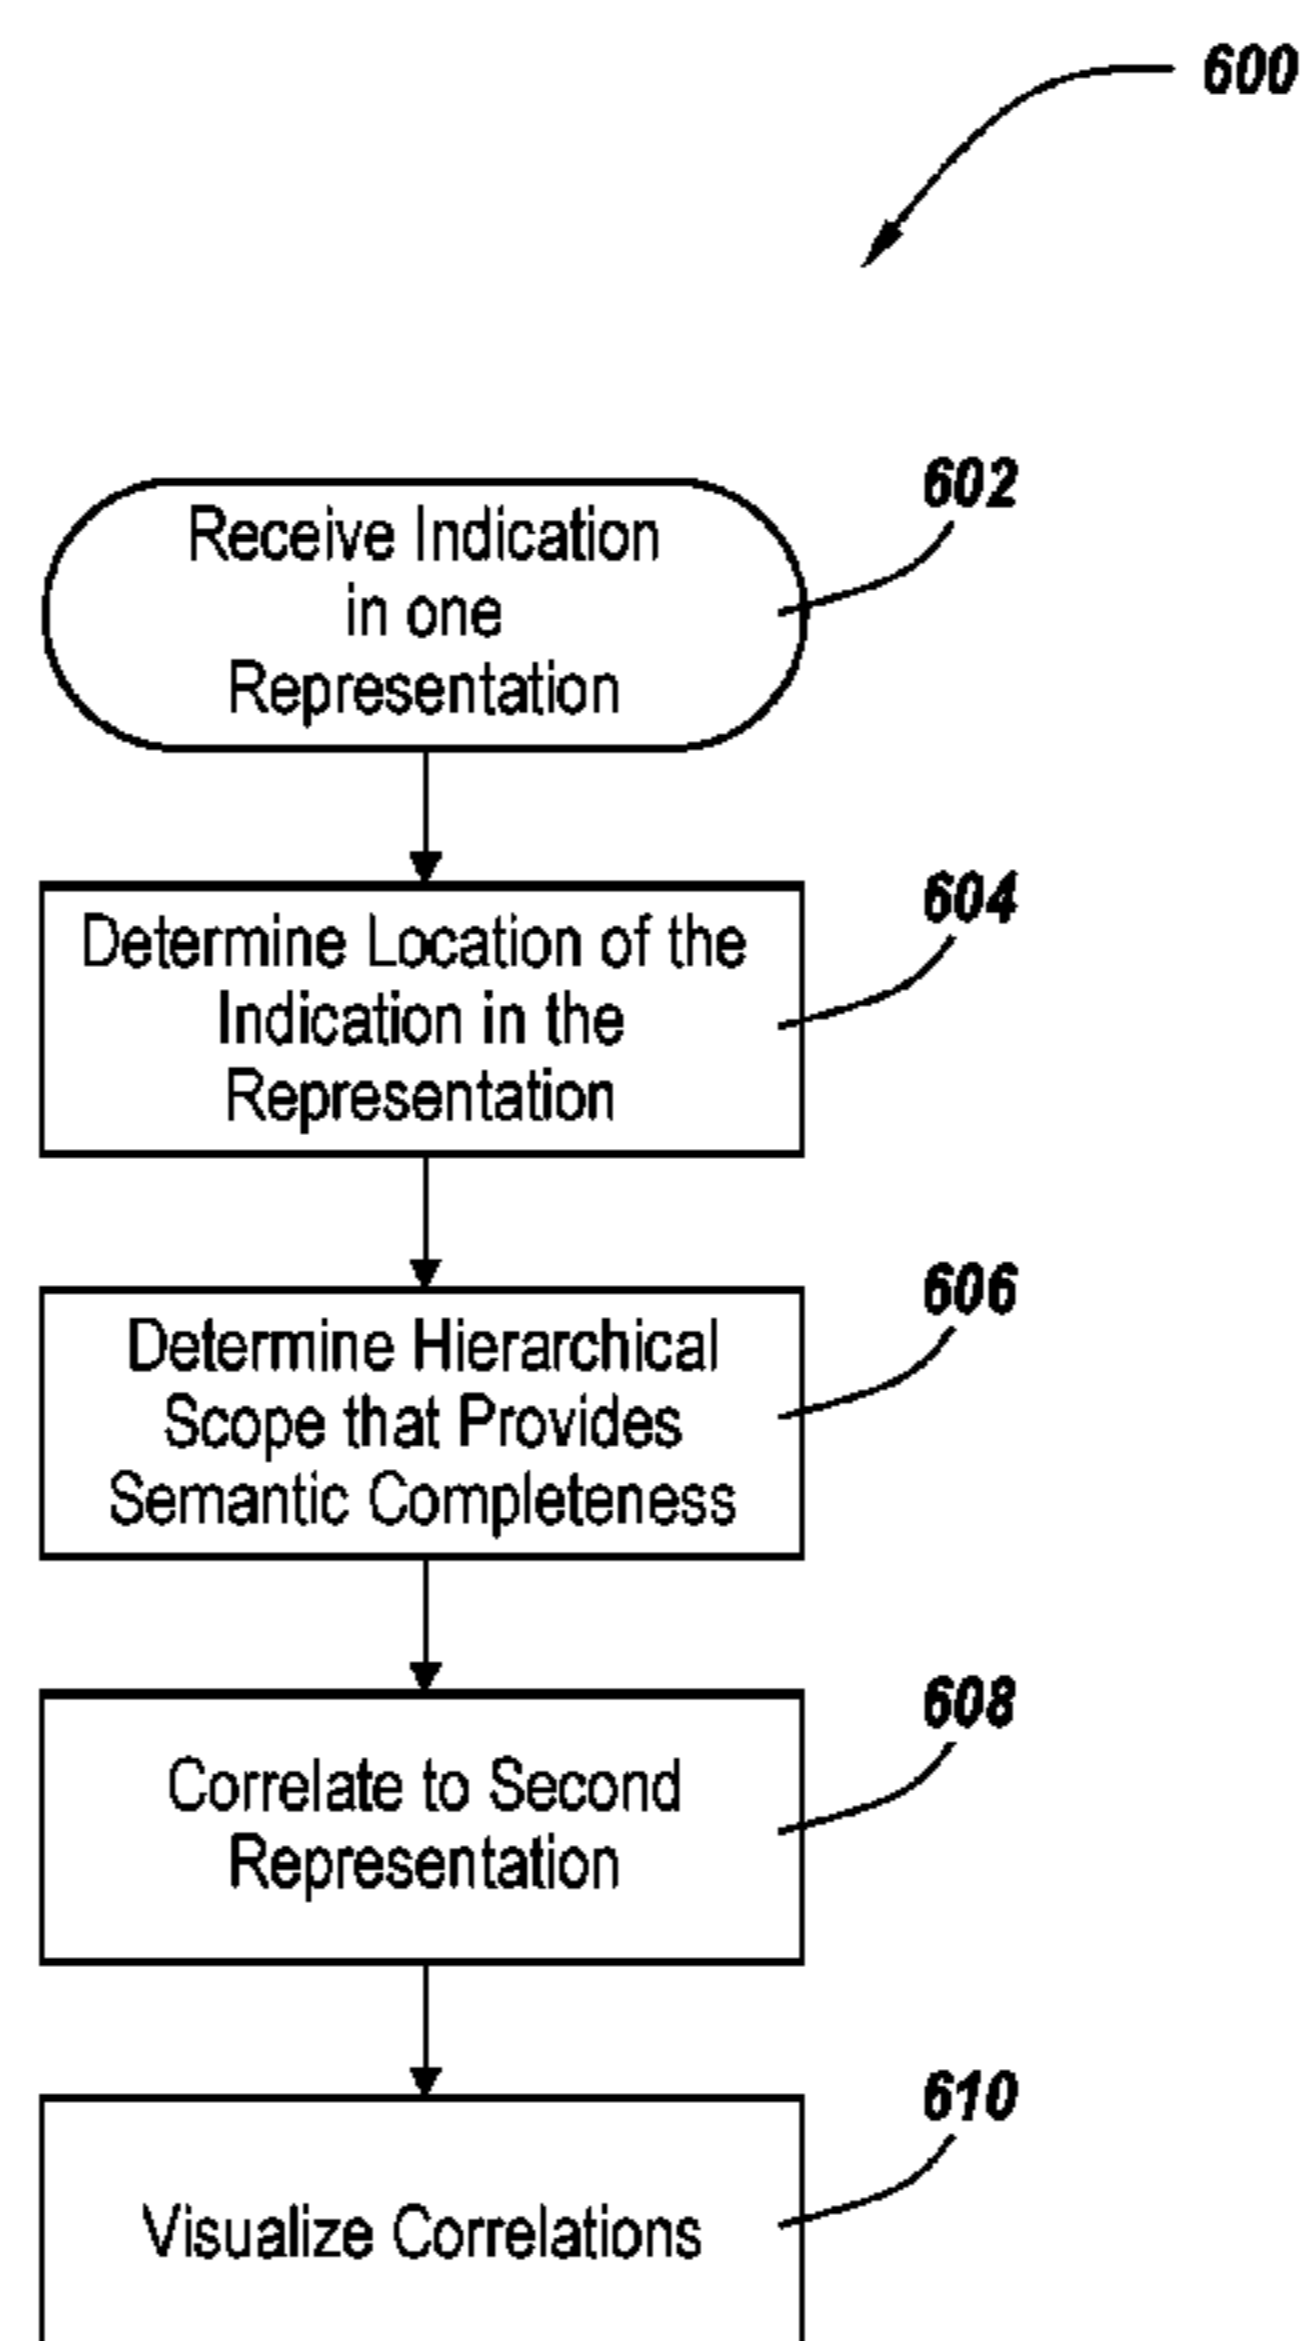 600
602
Receive Indication
in one
Representation
604
Determine Location of the
Indication in the
Representation
606
Determine Hierarchical
Scope that Provides
Semantic Completeness
608
Correlate to Second
Representation
610
Visualize Correlations